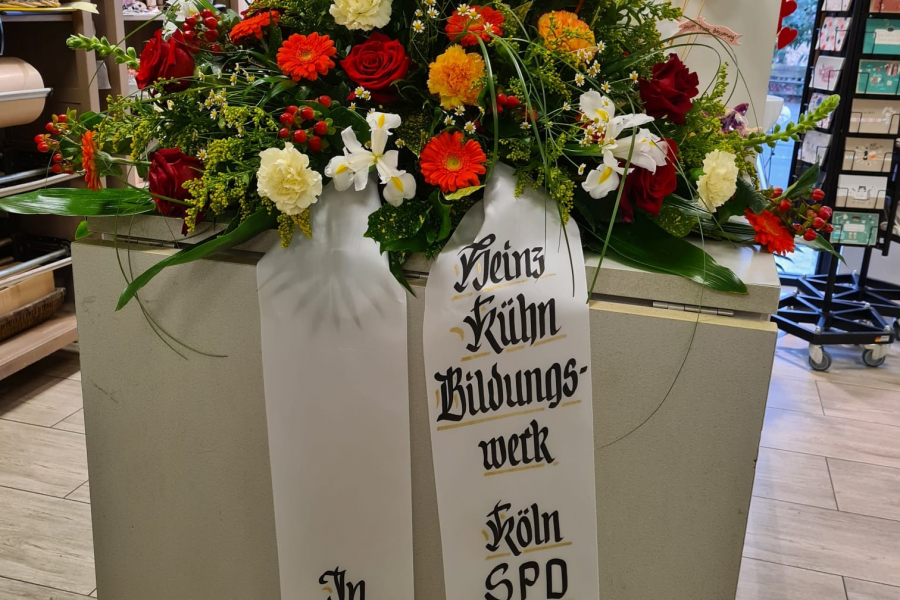 In
Heinz
Kühn
Bildungs-
werk
Köln
SPD